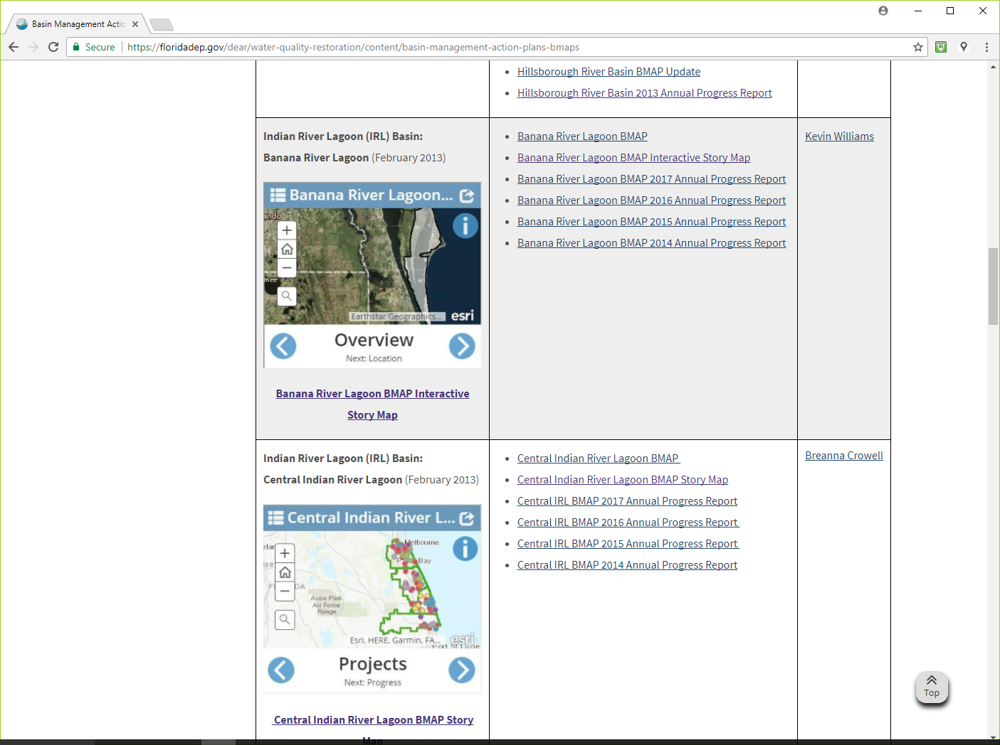 Basin Management Actio
Secure https://floridadep.gov/dear/water-quality-restoration/content/basin-management-action-plans-bmaps
Hillsborough River Basin BMAP Update
Hillsborough River Basin 2013 Annual Progress Report
Indian River Lagoon (IRL) Basin:
Banana River Lagoon (February 2013)
Banana River Lagoon...
ando
mee
Earthstar Geographics... esri
Overview
Next: Location
Banana River Lagoon BMAP Interactive
Story Map
Banana River Lagoon BMAP
Banana River Lagoon BMAP Interactive Story Map
Banana River Lagoon BMAP 2017 Annual Progress Report
Banana River Lagoon BMAP 2016 Annual Progress Report
Banana River Lagoon BMAP 2015 Annual Progress Report
Banana River Lagoon BMAP 2014 Annual Progress Report
Kevin Williams
Indian River Lagoon (IRL) Basin:
Central Indian River Lagoon (February 2013)
Central Indian River L...
Melbourne
Bay
Avon Park
Air Force
Range
Esri, HERE, Garmin, FA... esri
Port St Lucie
Projects
Next: Progress
Central Indian River Lagoon BMAP Story
Map
Central Indian River Lagoon BMAP
Central Indian River Lagoon BMAP Story Map
Central IRL BMAP 2017 Annual Progress Report
Central IRL BMAP 2016 Annual Progress Report
Central IRL BMAP 2015 Annual Progress Report
Central IRL BMAP 2014 Annual Progress Report
Breanna Crowell
Top